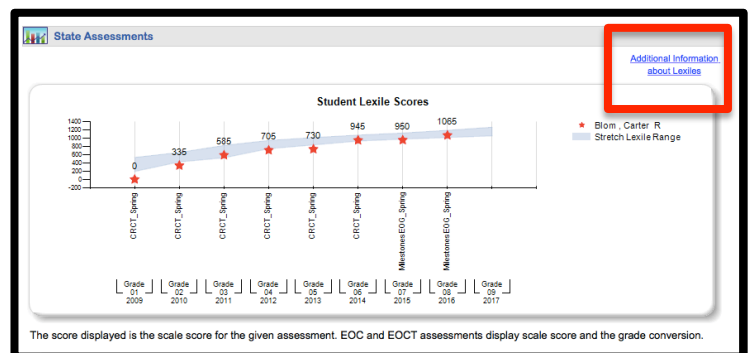 State Assessments
Additional Information
about Lexiles
Student Lexile Scores
1400
1200
1000
800
600
400
200
0
-200
0
335
585
705
730
945
950
1065
Blom , Carter R
Stretch Lexile Range
CRCT_Spring
CRCT_Spring
CRCT_Spring
CRCT_Spring
CRCT_Spring
CRCT_Spring
MilestonesEOG_Spring
MilestonesEOG_Spring
Grade Grade Grade Grade Grade Grade Grade Grade Grade
01 02 03 04 05 06 07 08 09
2009 2010 2011 2012 2013 2014 2015 2016 2017
The score displayed is the scale score for the given assessment. EOC and EOCT assessments display scale score and the grade conversion.